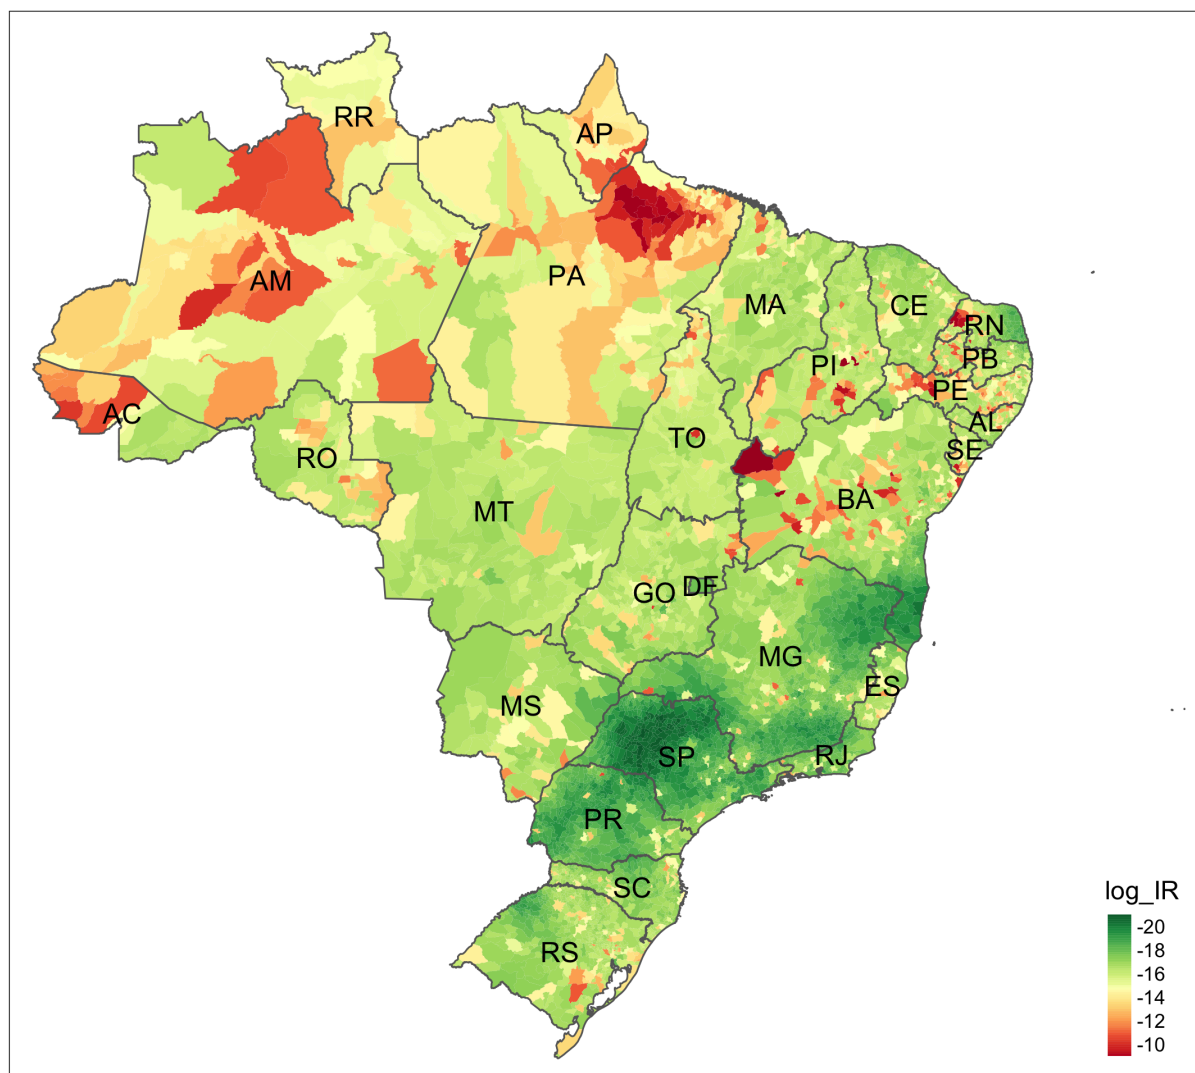 RR
AP
AM
PA
MA
CE
RN
PB
PI
PE
AC
AL
TO
SE
RO
BA
MT
GO
DF
MG
ES
MS
SP
RJ
PR
SC
RS
log_IR
-20
-18
-16
-14
-12
-10